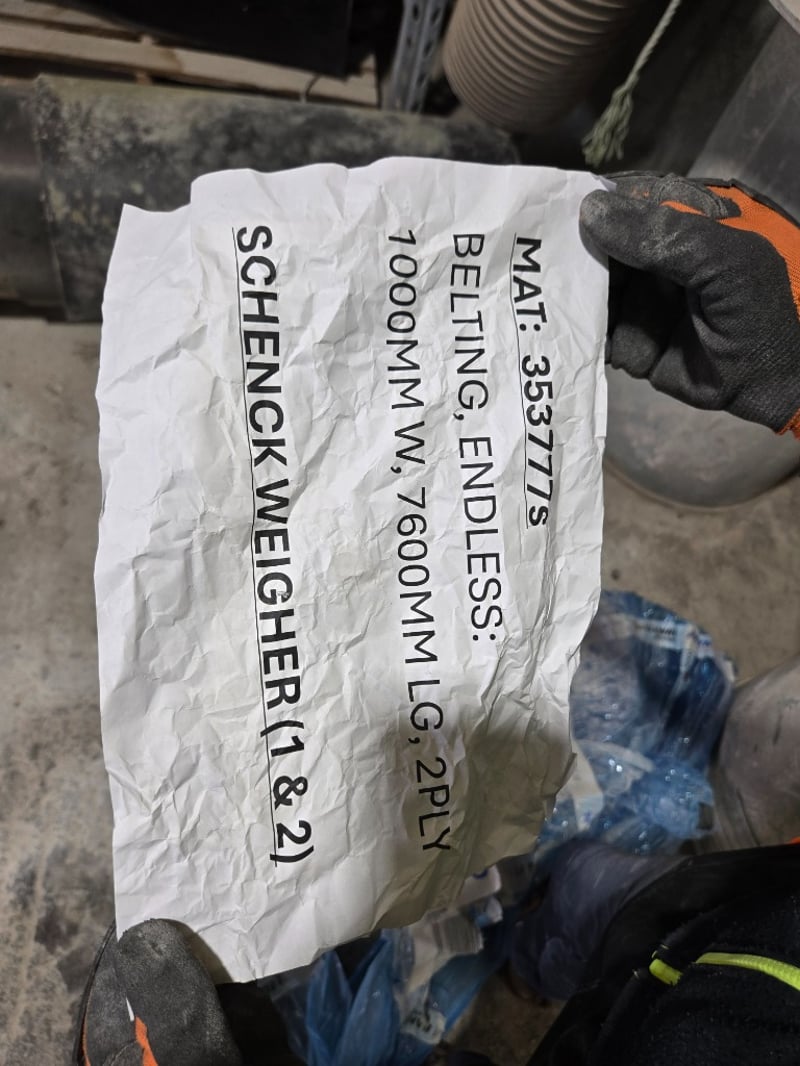 MAT: 353777s
BELTING, ENDLESS:
1000MM W, 7600MM LG, 2PLY
SCHENCK WEIGHER (1 & 2)